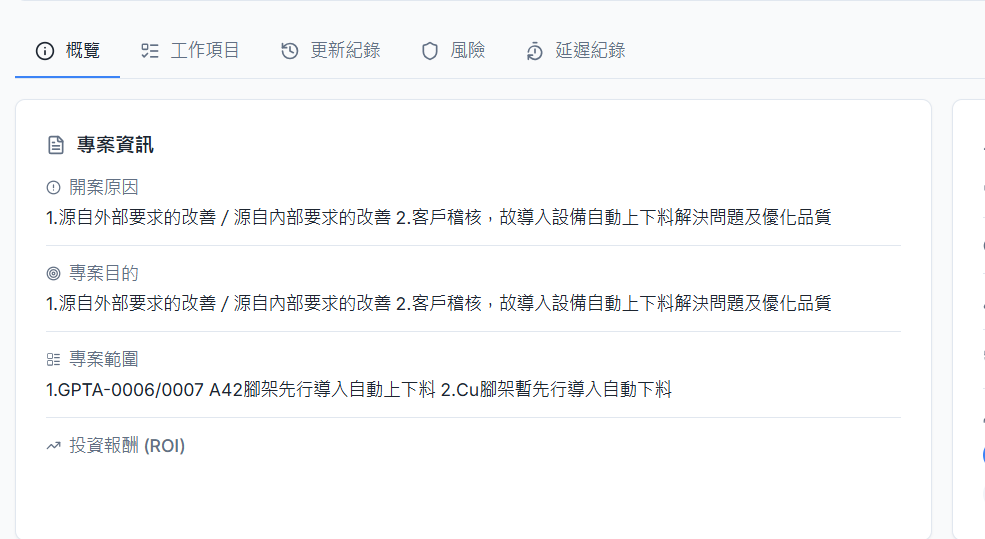 概覽
工作項目
更新紀錄
風險
延遲紀錄
專案資訊
開案原因
1.源自外部要求的改善 / 源自內部要求的改善 2.客戶稽核，故導入設備自動上下料解決問題及優化品質
專案目的
1.源自外部要求的改善 / 源自內部要求的改善 2.客戶稽核，故導入設備自動上下料解決問題及優化品質
專案範圍
1.GPTA-0006/0007 A42腳架先行導入自動上下料 2.Cu腳架暫先行導入自動下料
投資報酬 (ROI)